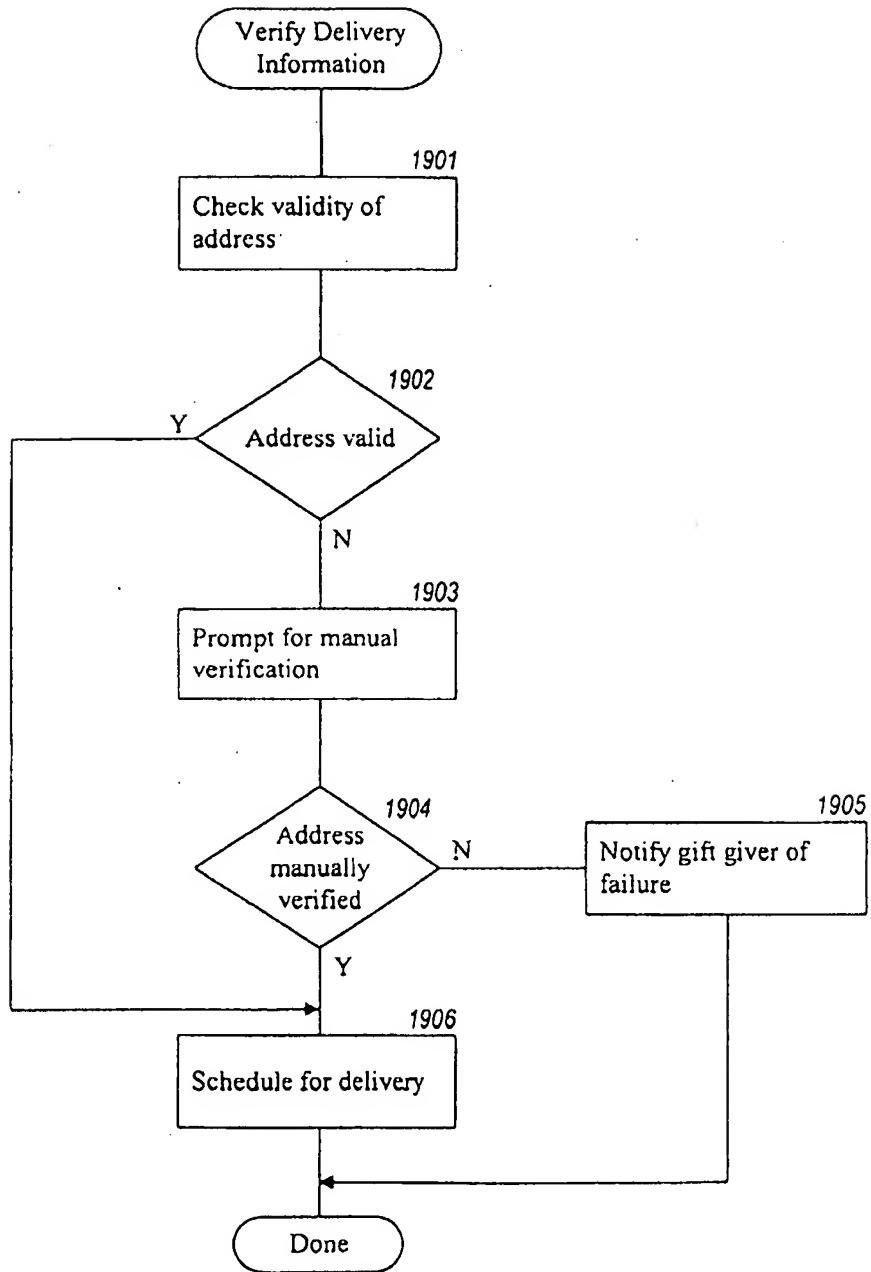 Verify Delivery
Information
1901
Check validity of
address
1902
Y
Address valid
N
1903
Prompt for manual
verification
1904
Address
manually
verified
N
1905
Notify gift giver of
failure
Y
1906
Schedule for delivery
Done